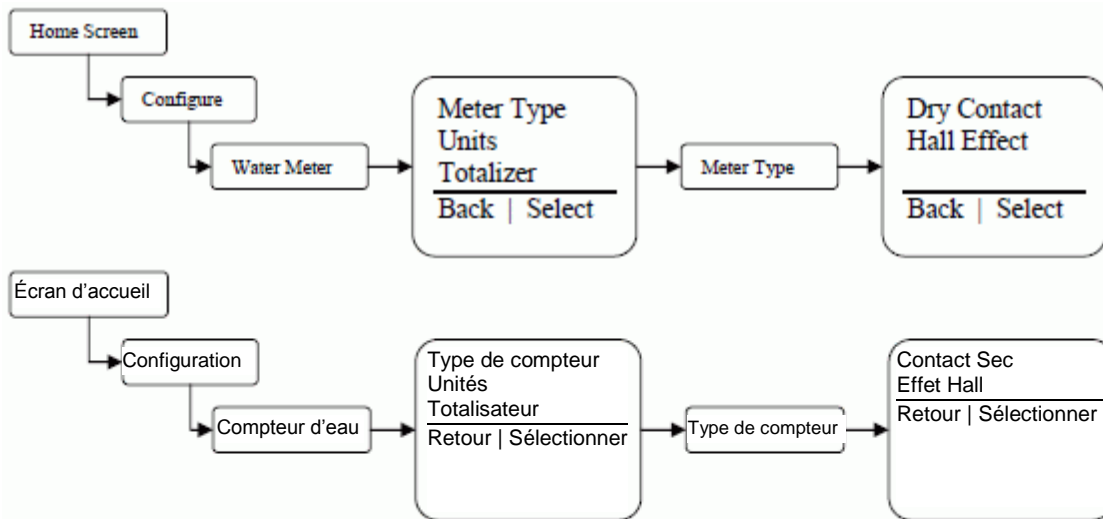 Home Screen
Configure
Water Meter
Meter Type
Units
Totalizer
Back | Select
Meter Type
Dry Contact
Hall Effect
Back | Select
Écran d’accueil
Configuration
Compteur d’eau
Type de compteur
Unités
Totalisateur
Retour | Sélectionner
Type de compteur
Contact Sec
Effet Hall
Retour | Sélectionner